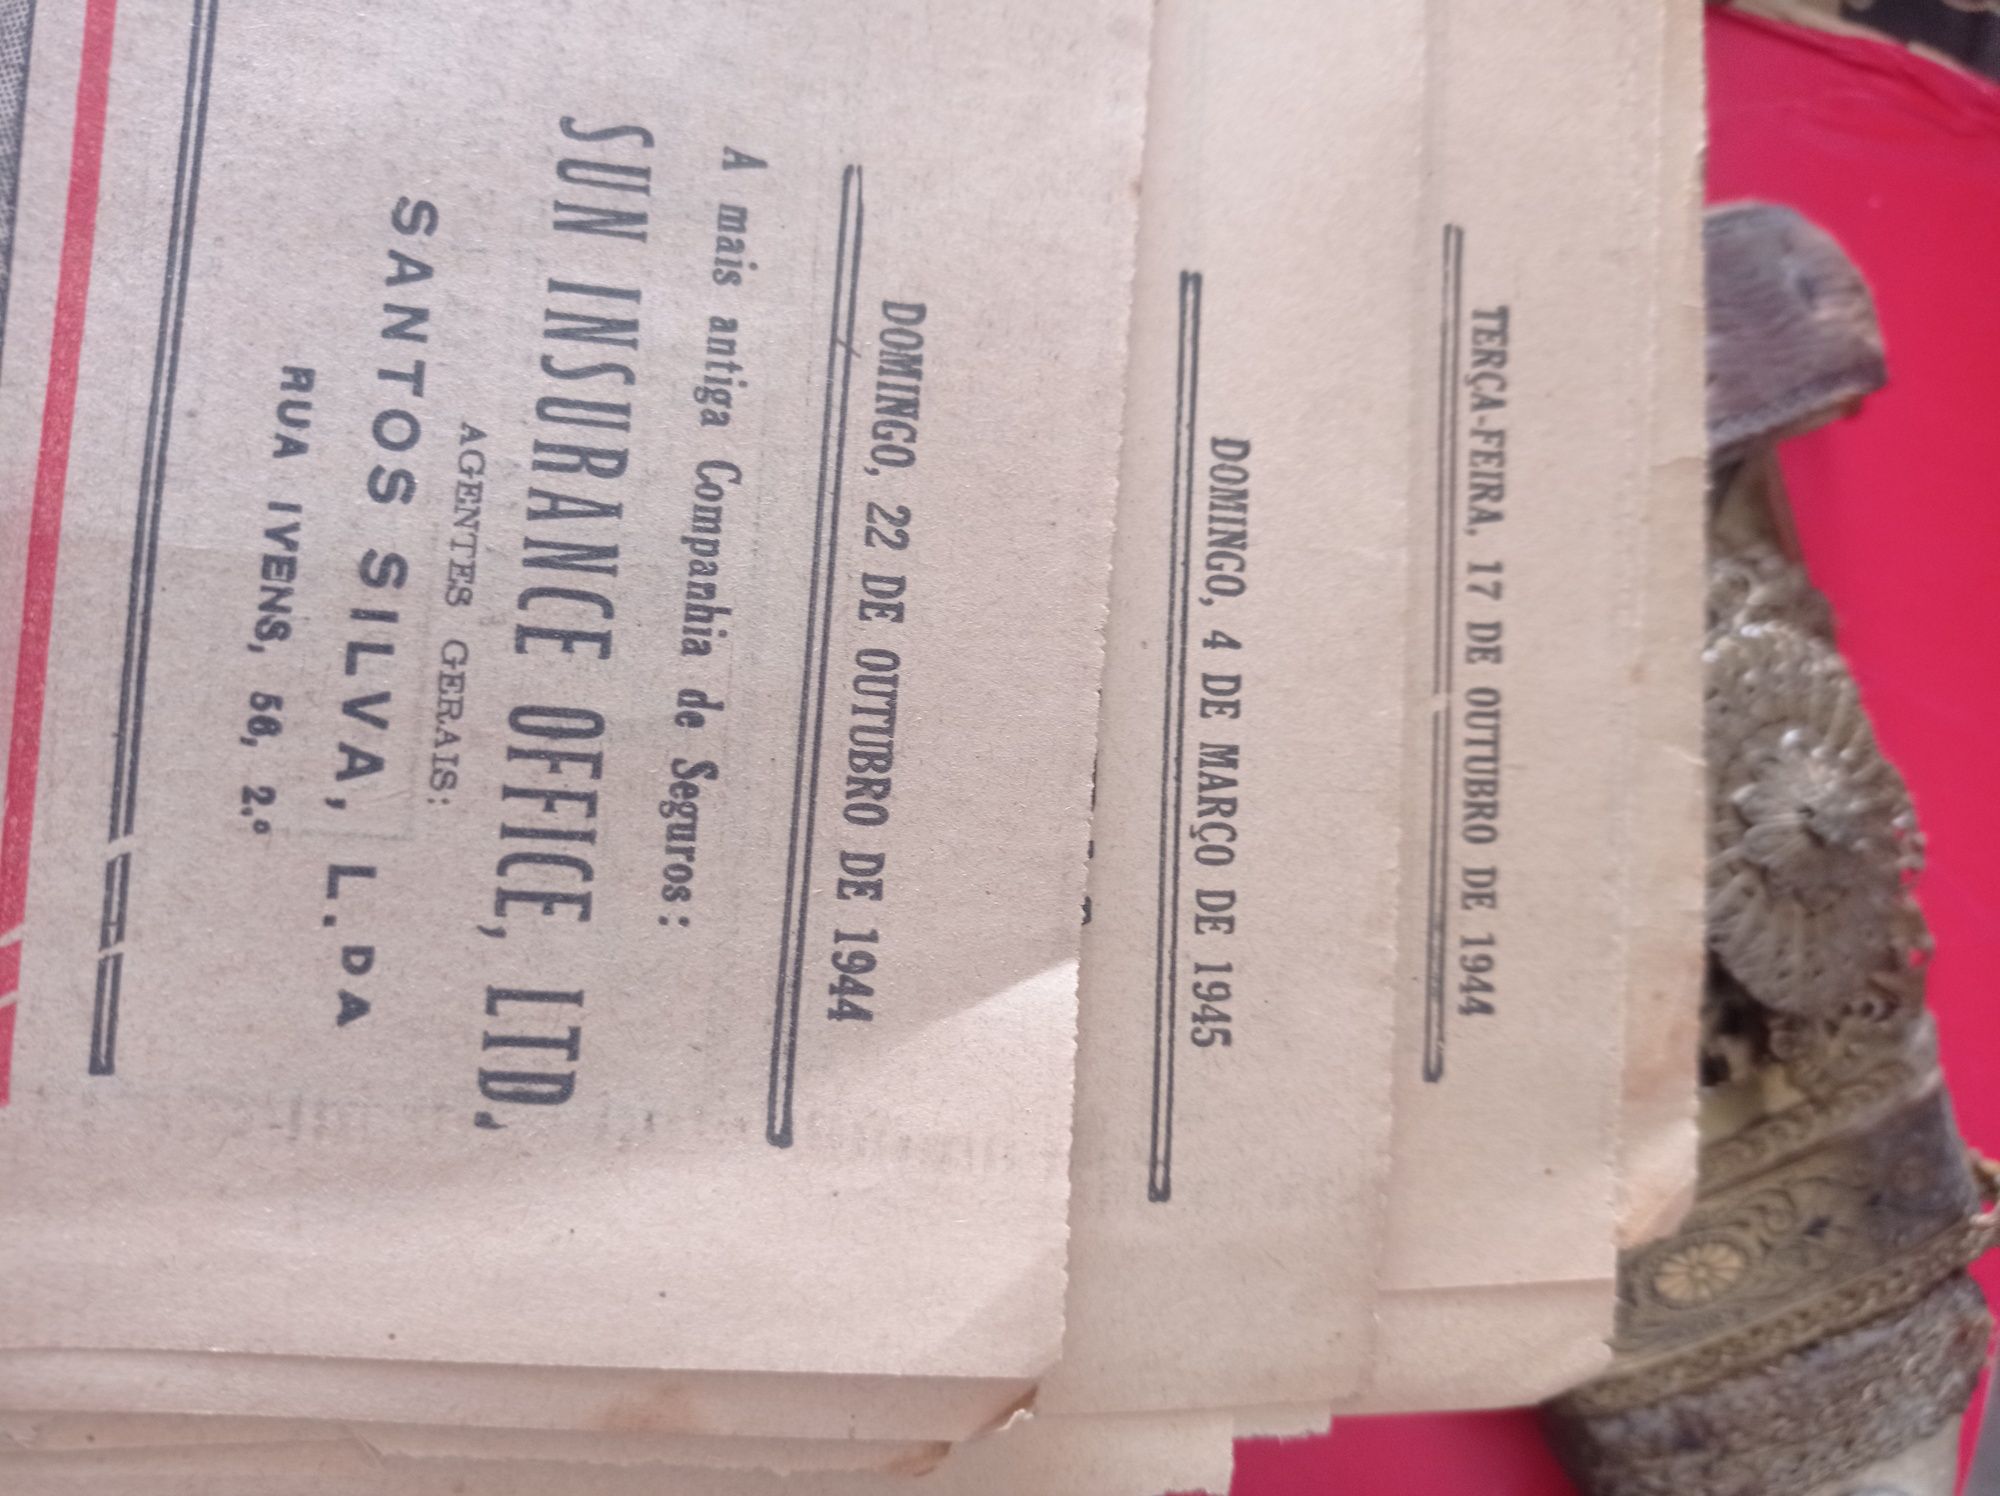 TERÇA-FEIRA, 17 DE OUTUBRO DE 1944
DOMINGO, 4 DE MARÇO DE 1945
DOMINGO, 22 DE OUTUBRO DE 1944
A mais antiga Companhia de Seguros:
SUN INSURANCE OFFICE, LTD,
AGENTES GERAIS:
SANTOS SILVA, L.DA
RUA IVENS, 56, 2.º